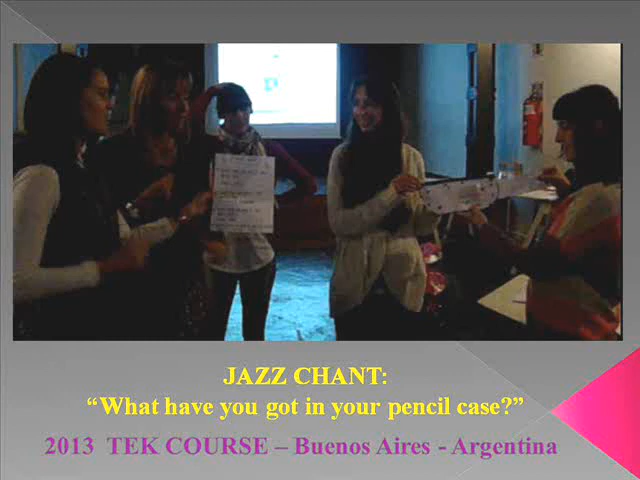 JAZZ CHANT:
“What have you got in your pencil case?”
2013 TEK COURSE – Buenos Aires - Argentina